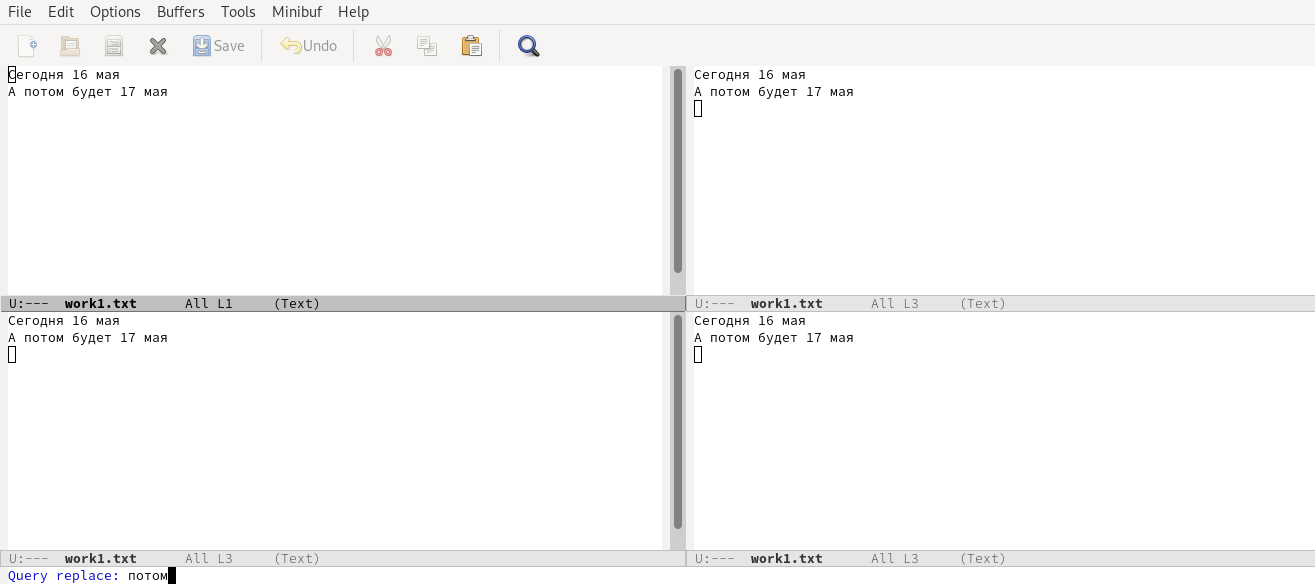 File Edit Options Buffers Tools Minibuf Help
Save Undo
Сегодня 16 мая
А потом будет 17 мая
U:--- work1.txt All L1 (Text)
Сегодня 16 мая
А потом будет 17 мая
U:--- work1.txt All L3 (Text)
Сегодня 16 мая
А потом будет 17 мая
U:--- work1.txt All L3 (Text)
Сегодня 16 мая
А потом будет 17 мая
U:--- work1.txt All L3 (Text)
Query replace: потом